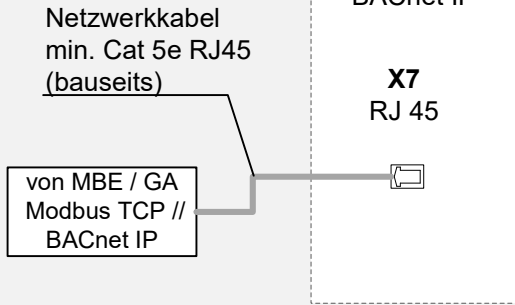 Netzwerkkabel
min. Cat 5e RJ45
(bauseits)
BACnet IP
X7
RJ 45
von MBE / GA
Modbus TCP //
BACnet IP